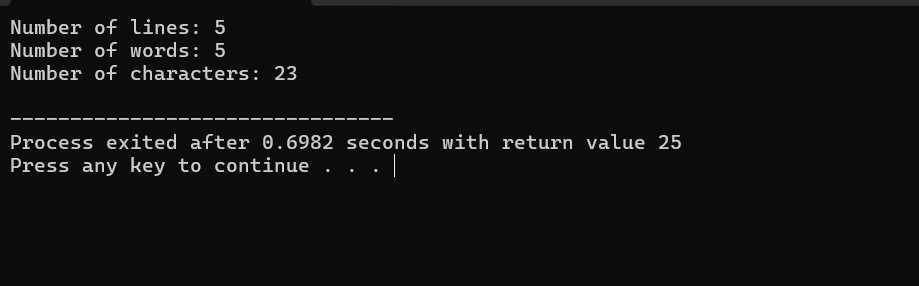 Number of lines: 5
Number of words: 5
Number of characters: 23
--------------------------------
Process exited after 0.6982 seconds with return value 25
Press any key to continue . . .